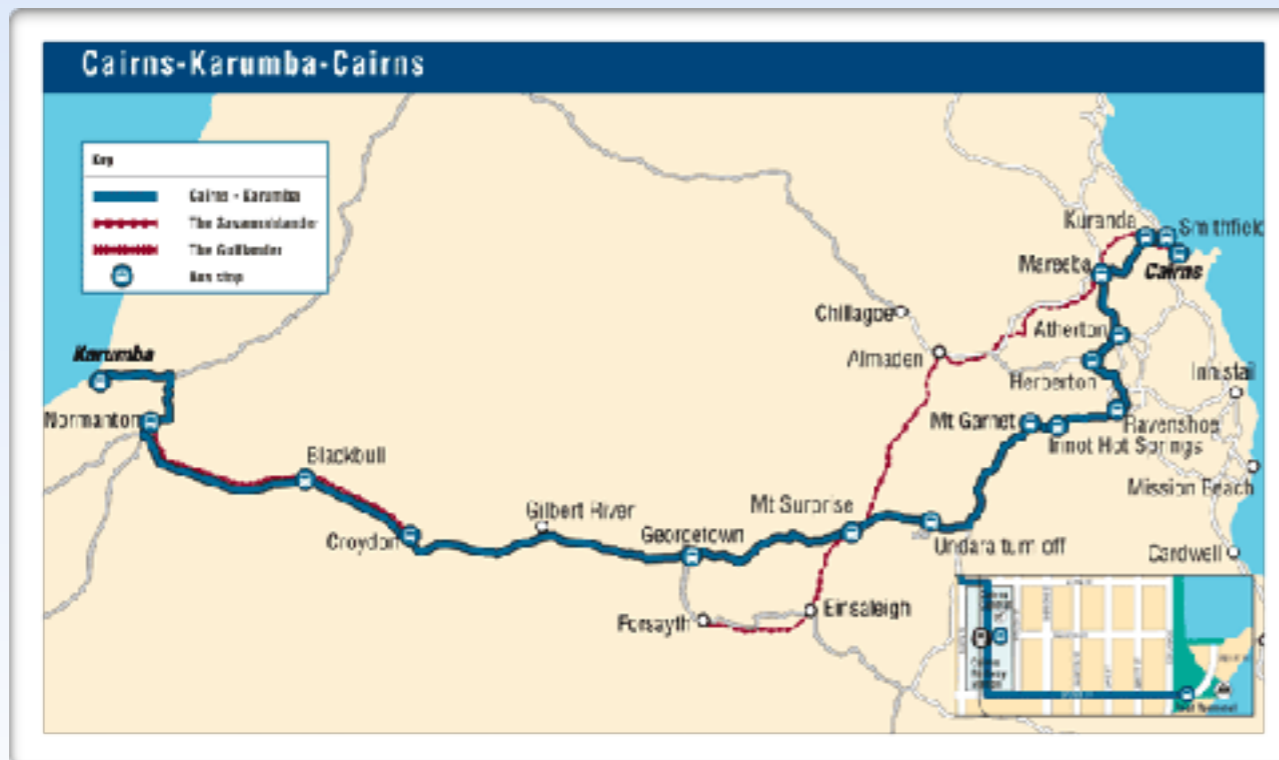 Cairns-Karumba-Cairns
Key
Cairns - Karumba
The Savannahlander
The Gulflander
Bus stop
Kuranda
Smithfield
Mareeba
Cairns
Chillagoe
Atherton
Almaden
Karumba
Herberton
Innisfail
Normanton
Mt Garnet
Ravenshoe
Innot Hot Springs
Blackbull
Mission Beach
Mt Surprise
Gilbert River
Georgetown
Croydon
Undara turn off
Cardwell
Einsaleigh
Forsayth